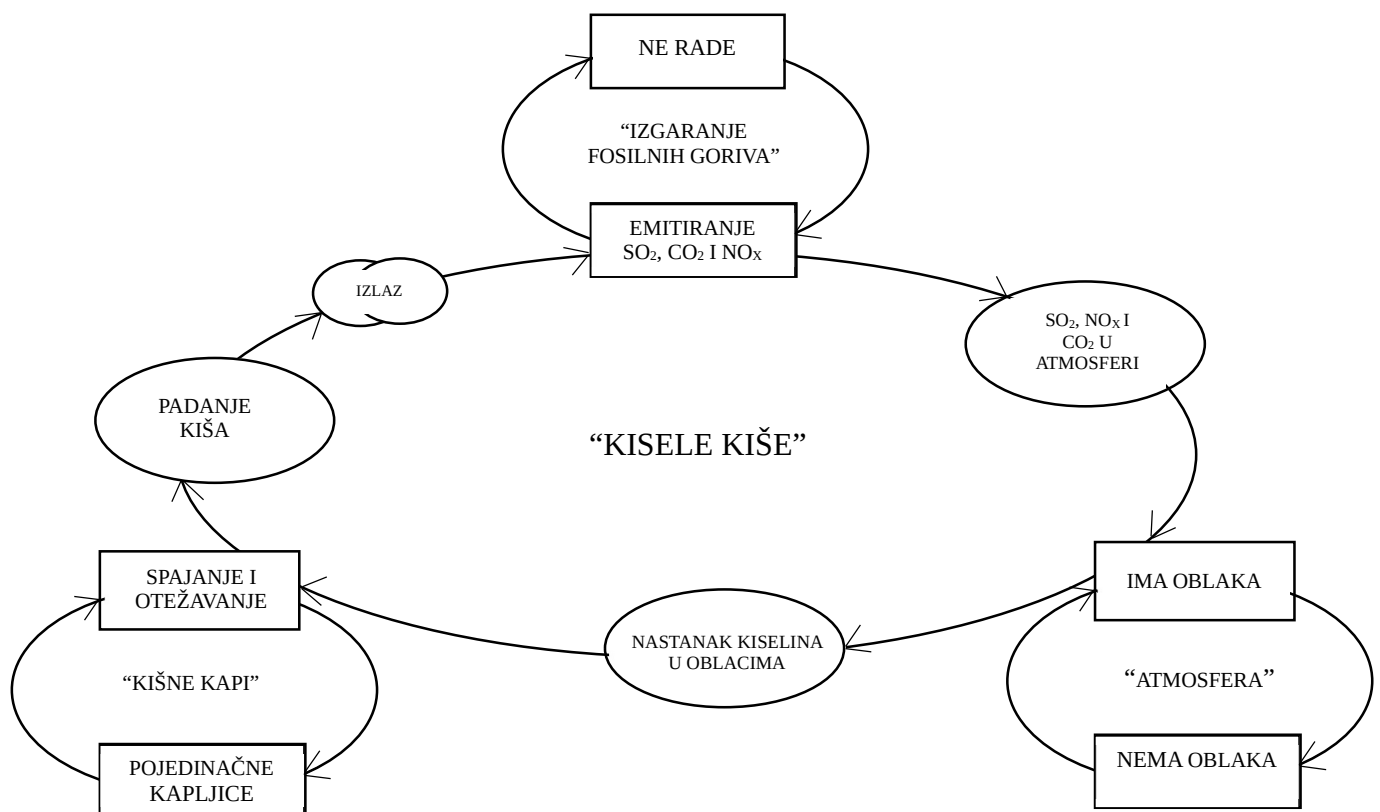 NE RADE
“IZGARANJE
FOSILNIH GORIVA”
EMITIRANJE
SO₂, CO₂ I NOₓ
IZLAZ
SO₂, NOₓ I
CO₂ U
ATMOSFERI
PADANJE
KIŠA
“KISELE KIŠE”
SPAJANJE I
OTEŽAVANJE
IMA OBLAKA
NASTANAK KISELINA
U OBLACIMA
“KIŠNE KAPI”
“ATMOSFERA”
POJEDINAČNE
KAPLJICE
NEMA OBLAKA